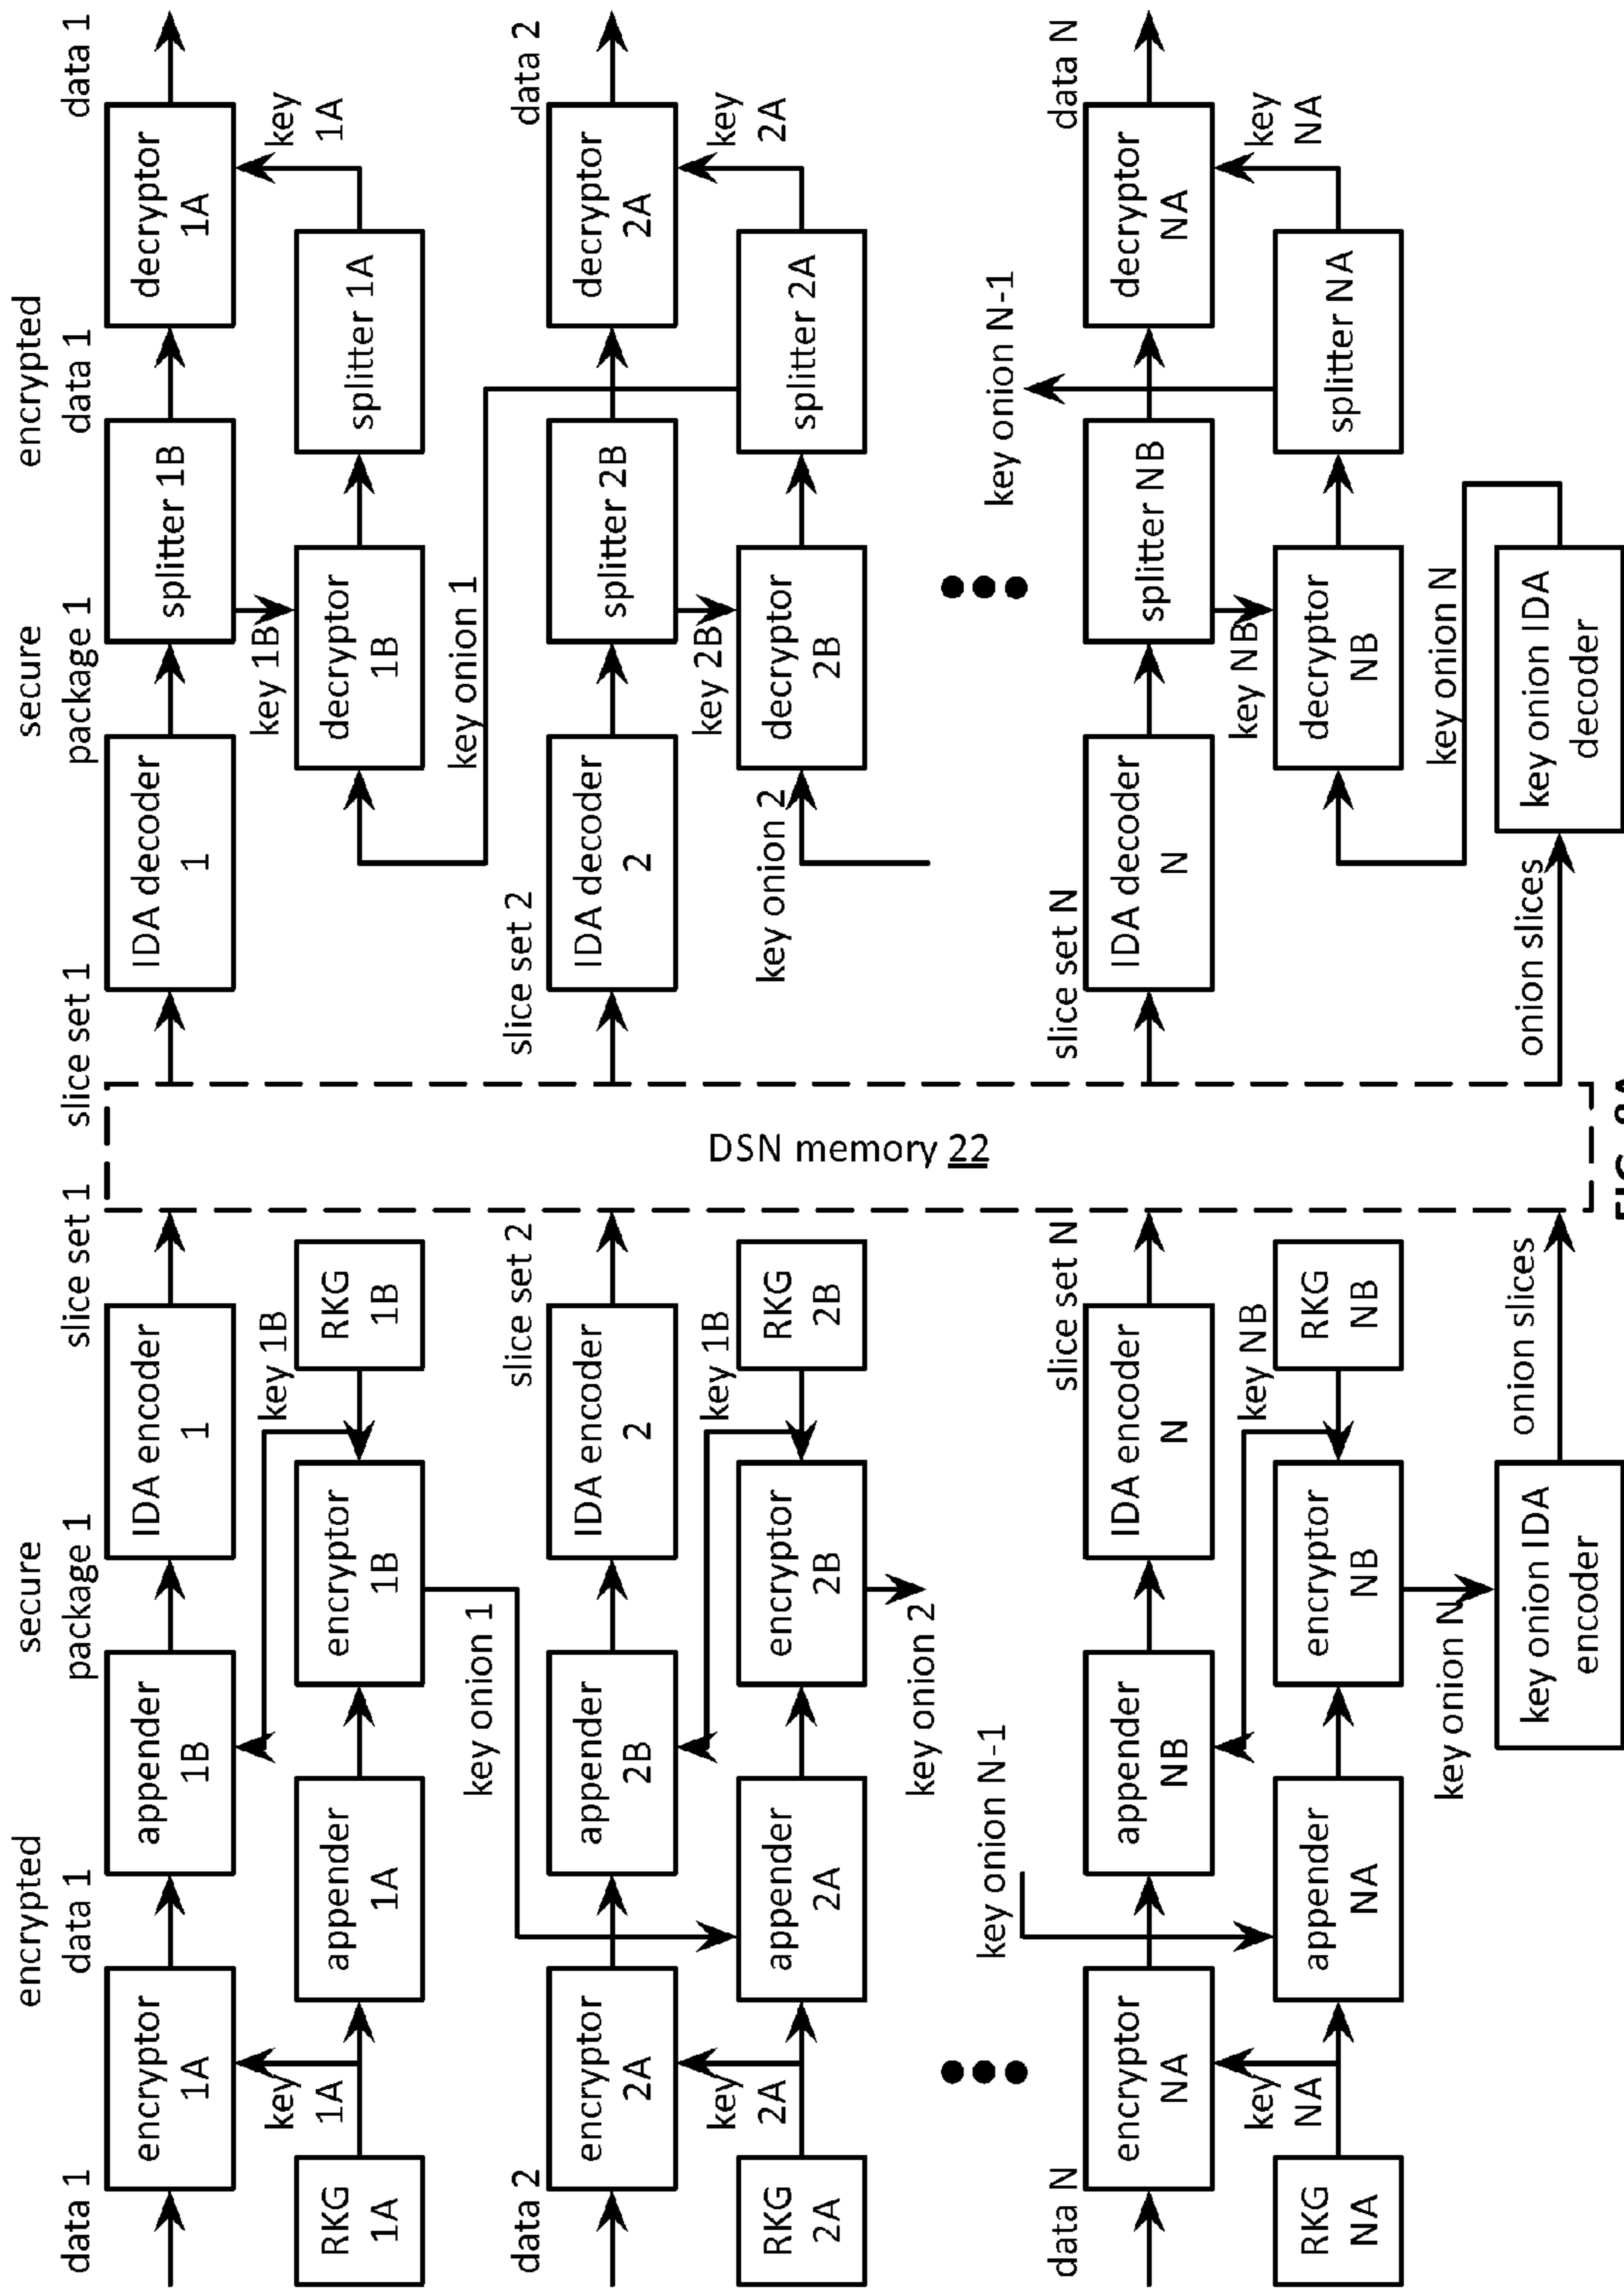 data 1
encrypted
data 1
secure
package 1
slice set 1
encryptor
1A
appender
1B
IDA encoder
1
key
1A
key 1B
RKG
1A
appender
1A
encryptor
1B
RKG
1B
key onion 1
data 2
slice set 2
encryptor
2A
appender
2B
IDA encoder
2
key
2A
key 1B
RKG
2A
appender
2A
encryptor
2B
RKG
2B
key onion 2
key onion N-1
data N
slice set N
encryptor
NA
appender
NB
IDA encoder
N
key
NA
key NB
RKG
NA
appender
NA
encryptor
NB
RKG
NB
key onion N
key onion IDA
encoder
onion slices
DSN memory 22
slice set 1
secure
package 1
encrypted
data 1
data 1
IDA decoder
1
splitter 1B
decryptor
1A
key 1B
key
1A
decryptor
1B
splitter 1A
key onion 1
slice set 2
data 2
IDA decoder
2
splitter 2B
decryptor
2A
key 2B
key
2A
key onion 2
decryptor
2B
splitter 2A
key onion N-1
slice set N
data N
IDA decoder
N
splitter NB
decryptor
NA
key NB
key
NA
decryptor
NB
splitter NA
key onion N
onion slices
key onion IDA
decoder
FIG. 8A